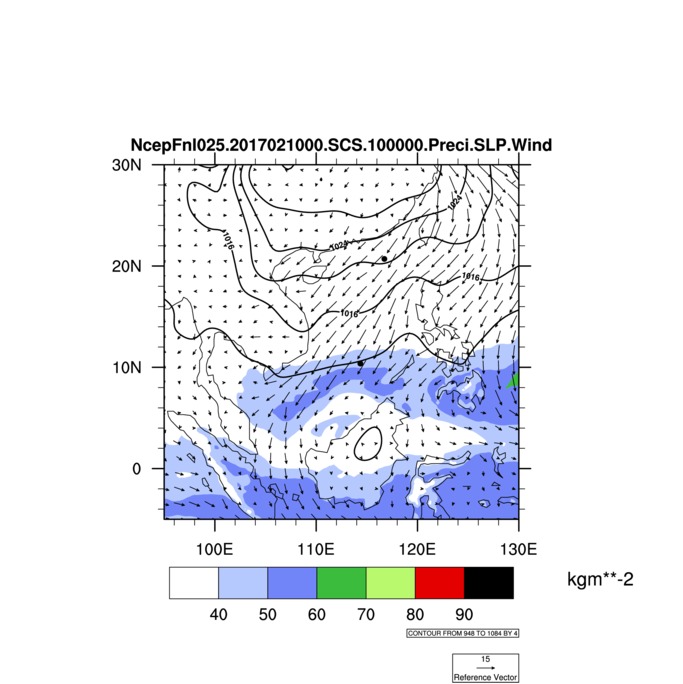 NcepFnl025.2017021000.SCS.100000.Preci.SLP.Wind
30N
1024
1016
1024
20N
1016
1016
10N
0
100E 110E 120E 130E
kgm**-2
40 50 60 70 80 90
CONTOUR FROM 948 TO 1084 BY 4
15
Reference Vector